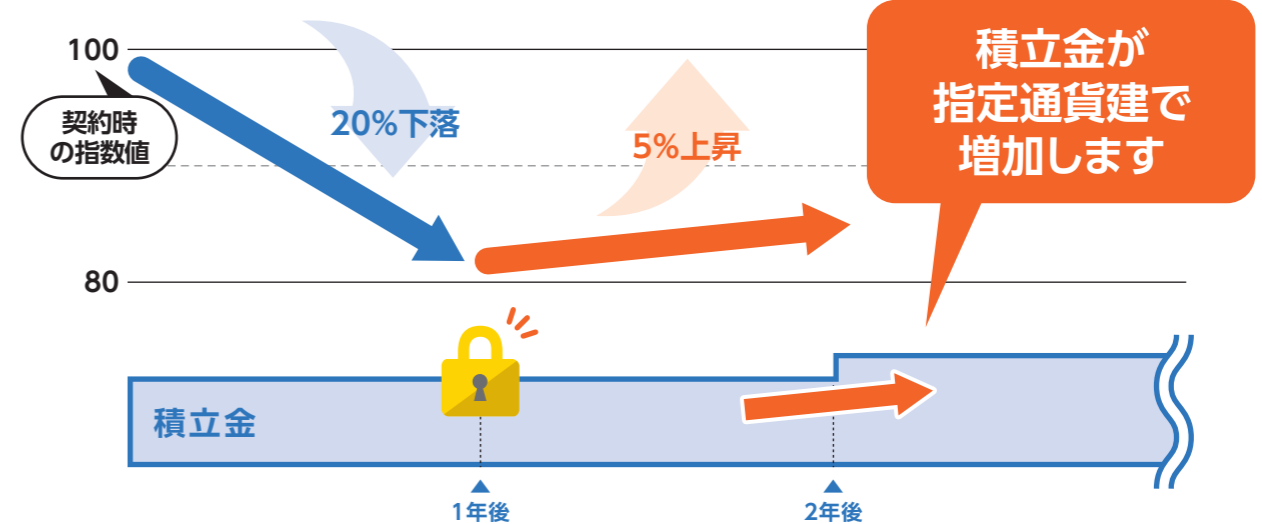 100
契約時
の指数値
20%下落
5%上昇
積立金が
指定通貨建で
増加します
80
積立金
1年後
2年後